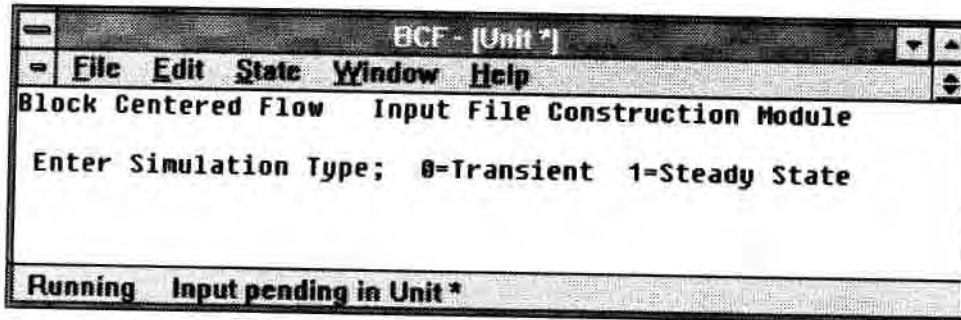 BCF - [Unit *]
File Edit State Window Help
Block Centered Flow Input File Construction Module
Enter Simulation Type; 0=Transient 1=Steady State
Running Input pending in Unit *